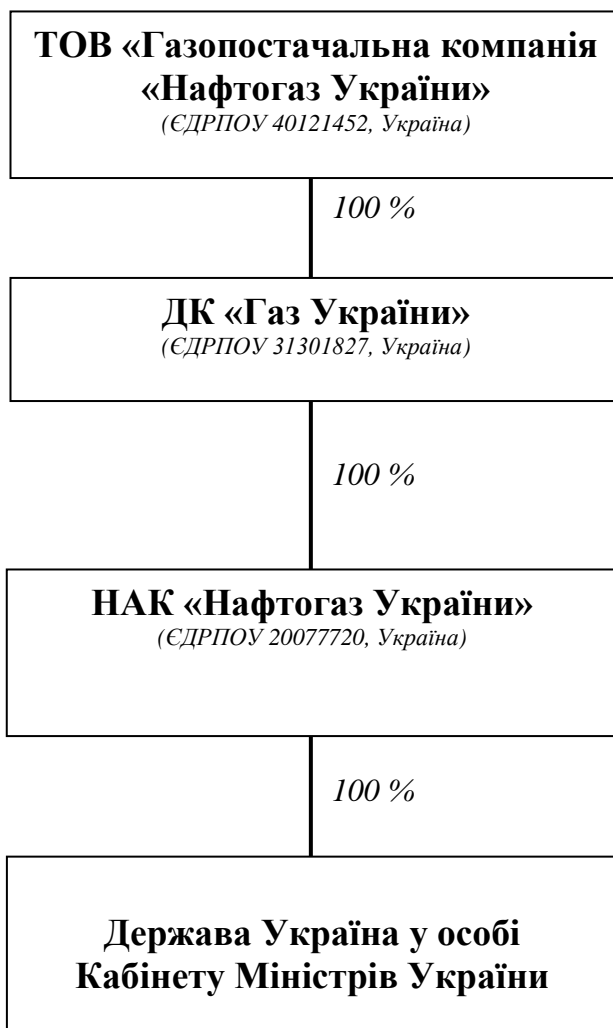 ТОВ «Газопостачальна компанія
«Нафтогаз України»
(ЄДРПОУ 40121452, Україна)
100 %
ДК «Газ України»
(ЄДРПОУ 31301827, Україна)
100 %
НАК «Нафтогаз України»
(ЄДРПОУ 20077720, Україна)
100 %
Держава Україна у особі
Кабінету Міністрів України